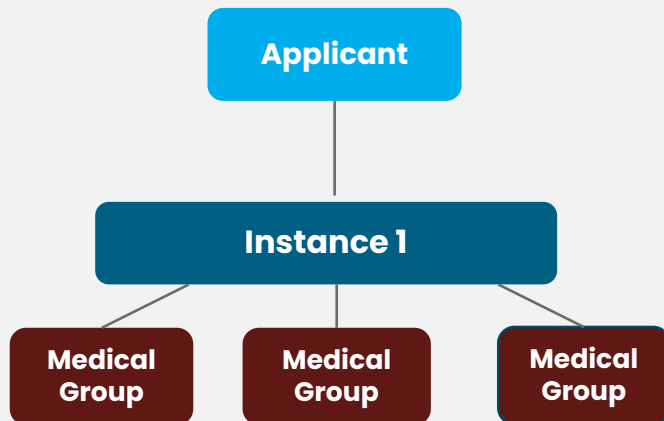 Applicant
Instance 1
Medical
Group
Medical
Group
Medical
Group